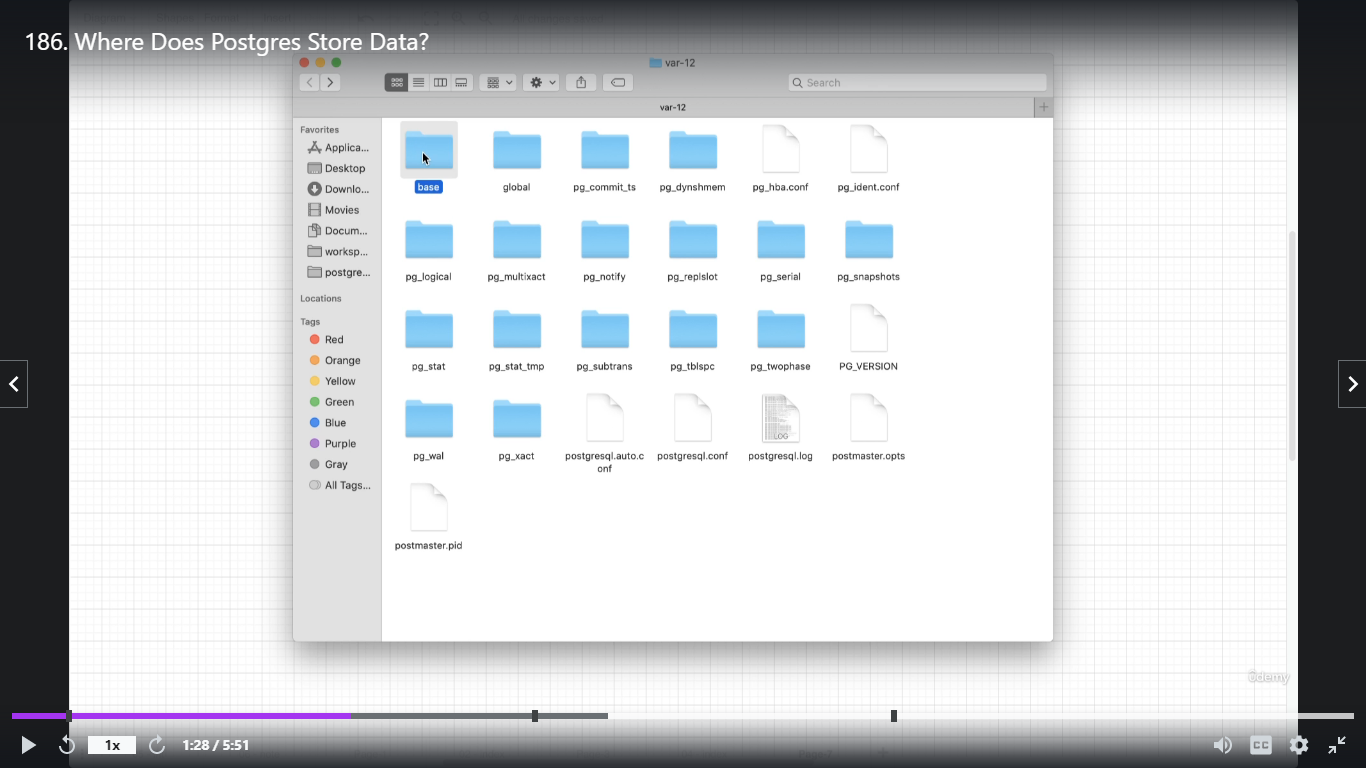 186. Where Does Postgres Store Data?
var-12
Search
var-12
Favorites
Applica...
Desktop
Downlo...
Movies
Docum...
worksp...
postgre...
Locations
Tags
Red
Orange
Yellow
Green
Blue
Purple
Gray
All Tags...
base
global
pg_commit_ts
pg_dynshmem
pg_hba.conf
pg_ident.conf
pg_logical
pg_multixact
pg_notify
pg_replslot
pg_serial
pg_snapshots
pg_stat
pg_stat_tmp
pg_subtrans
pg_tblspc
pg_twophase
PG_VERSION
pg_wal
pg_xact
postgresql.auto.c
onf
postgresql.conf
LOG
postgresql.log
postmaster.opts
postmaster.pid
ûdemy
1x
1:28 / 5:51
CC